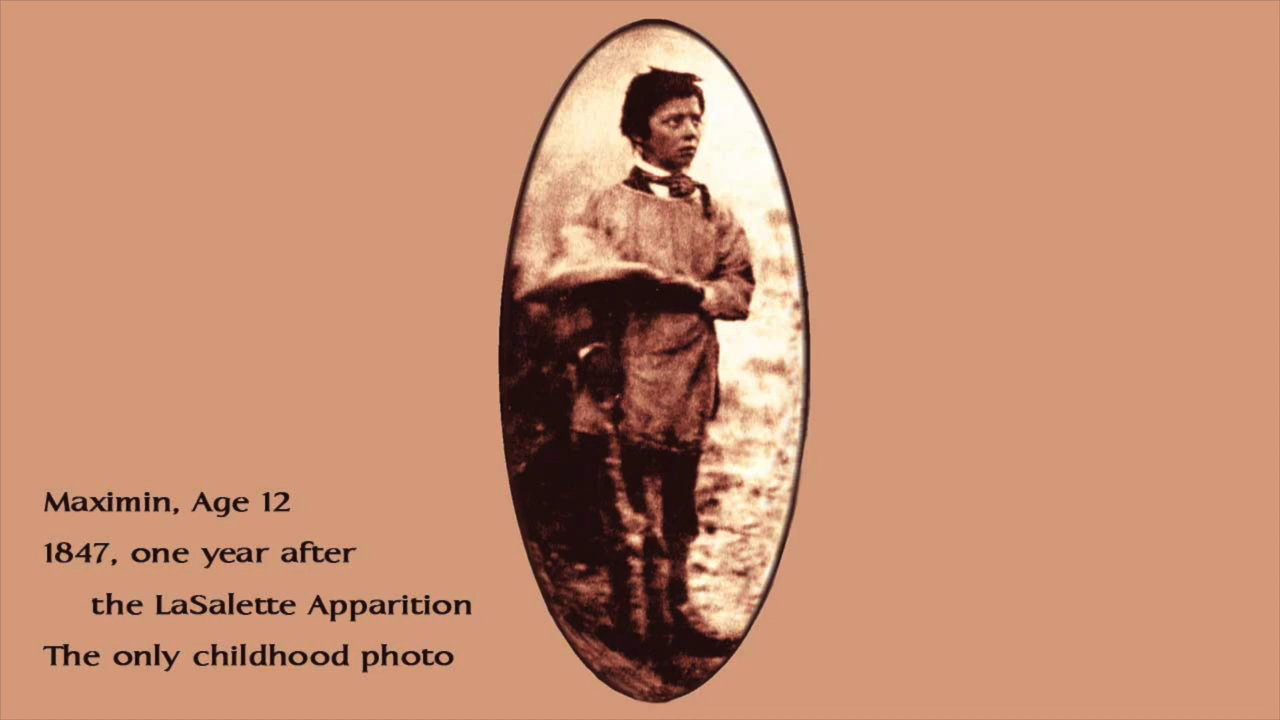 Maximin, Age 12
1847, one year after
the LaSalette Apparition
The only childhood photo